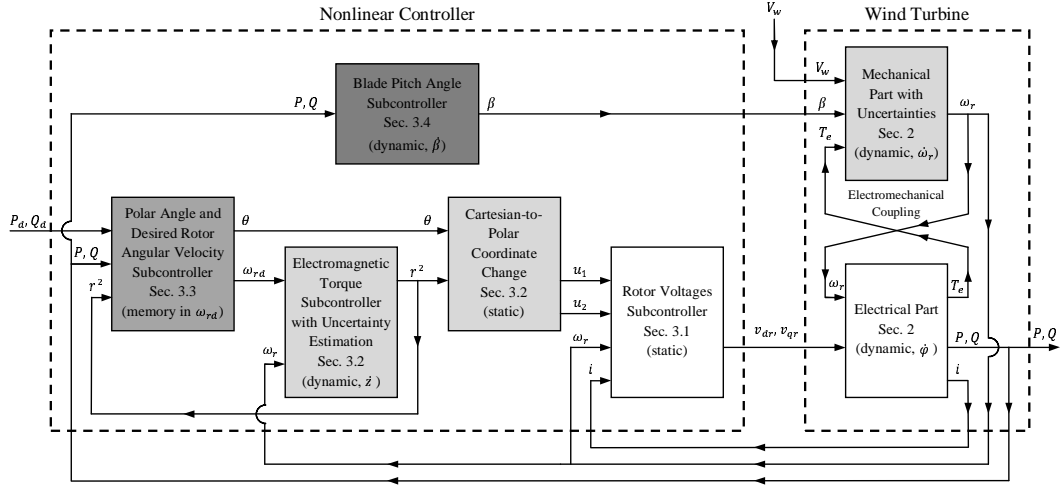 Nonlinear Controller
Wind Turbine
V_w
V_w
Blade Pitch Angle
Subcontroller
Sec. 3.4
(dynamic, β̇)
P, Q
β
β
T_e
Mechanical
Part with
Uncertainties
Sec. 2
(dynamic, ω̇_r)
ω_r
Electromechanical
Coupling
P_d, Q_d
P, Q
r^2
Polar Angle and
Desired Rotor
Angular Velocity
Subcontroller
Sec. 3.3
(memory in ω_rd)
θ
ω_rd
ω_r
Electromagnetic
Torque
Subcontroller
with Uncertainty
Estimation
Sec. 3.2
(dynamic, ż )
θ
r^2
Cartesian-to-
Polar
Coordinate
Change
Sec. 3.2
(static)
u_1
u_2
ω_r
i
Rotor Voltages
Subcontroller
Sec. 3.1
(static)
v_dr, v_qr
ω_r
T_e
Electrical Part
Sec. 2
(dynamic, φ̇ )
P, Q
i
P, Q